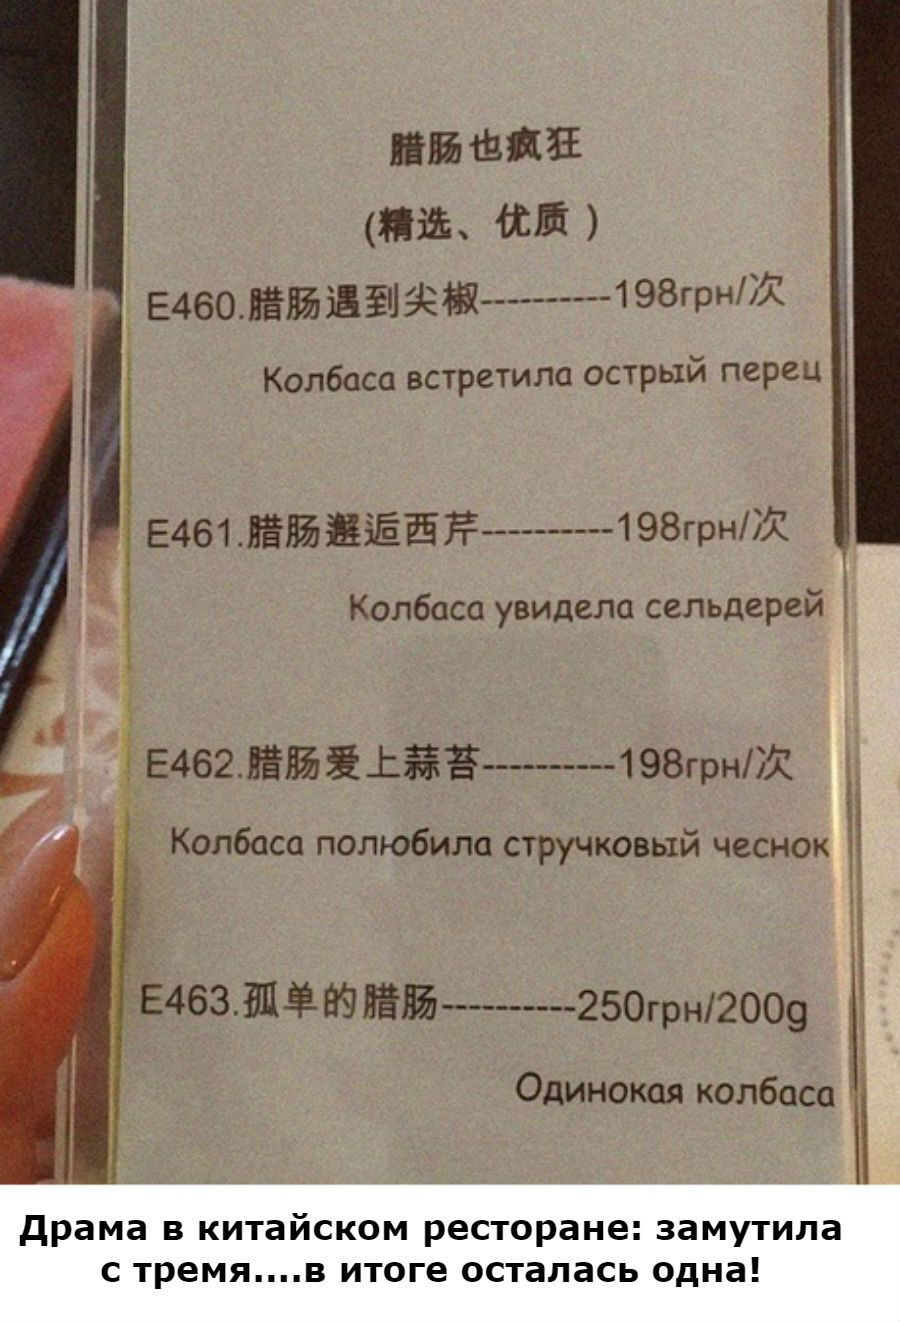 腊肠也疯狂
(精选、优质 )
E460.腊肠遇到尖椒----------198грн/次
Колбаса встретила острый перец
E461.腊肠邂逅西芹----------198грн/次
Колбаса увидела сельдерей
E462.腊肠爱上蒜苔----------198грн/次
Колбаса полюбила стручковый чеснок
E463.孤单的腊肠----------250грн/200g
Одинокая колбаса
Драма в китайском ресторане: замутила
с тремя....в итоге осталась одна!